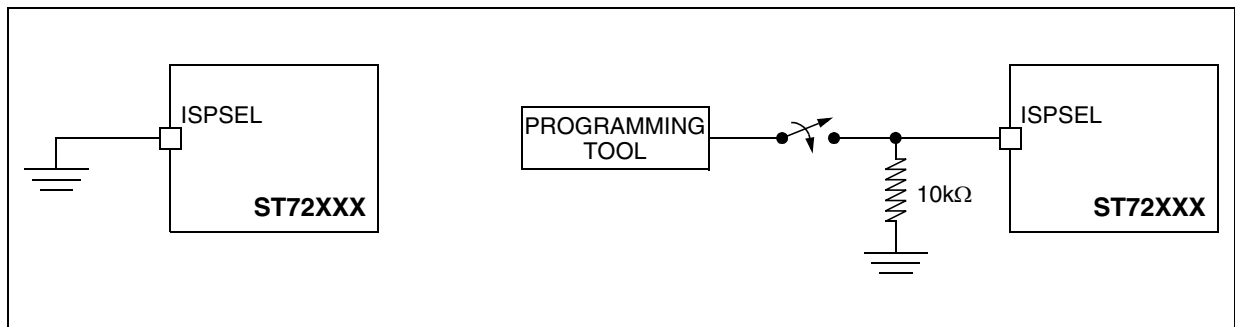 ISPSEL
ST72XXX
PROGRAMMING
TOOL
10kΩ
ISPSEL
ST72XXX